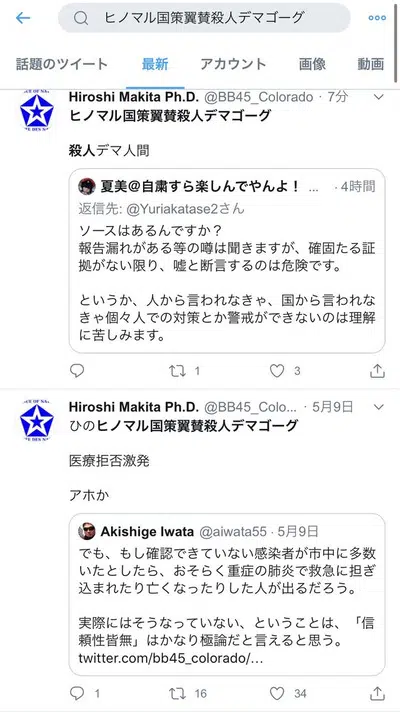 ヒノマル国策翼賛殺人デマゴーグ
話題のツイート 最新 アカウント 画像 動画
Hiroshi Makita Ph.D. @BB45_Colorado · 7分
ヒノマル国策翼賛殺人デマゴーグ
殺人デマ人間
夏美@自粛すら楽しんでやんよ！ ... · 4時間
返信先: @Yuriakatase2さん
ソースはあるんですか？
報告漏れがある等の噂は聞きますが、確固たる証
拠がない限り、嘘と断言するのは危険です。
というか、人から言われなきゃ、国から言われな
きゃ個々人での対策とか警戒ができないのは理解
に苦しみます。
1 3
Hiroshi Makita Ph.D. @BB45_Colo... · 5月9日
ひのヒノマル国策翼賛殺人デマゴーグ
医療拒否激発
アホか
Akishige Iwata @aiwata55 · 5月9日
でも、もし確認できていない感染者が市中に多数
いたとしたら、おそらく重症の肺炎で救急に担ぎ
込まれたり亡くなったりした人が出るだろう。
実際にはそうなっていない、ということは、「信
頼性皆無」はかなり極論だと言えると思う。
twitter.com/bb45_colorado/…
1 16 34